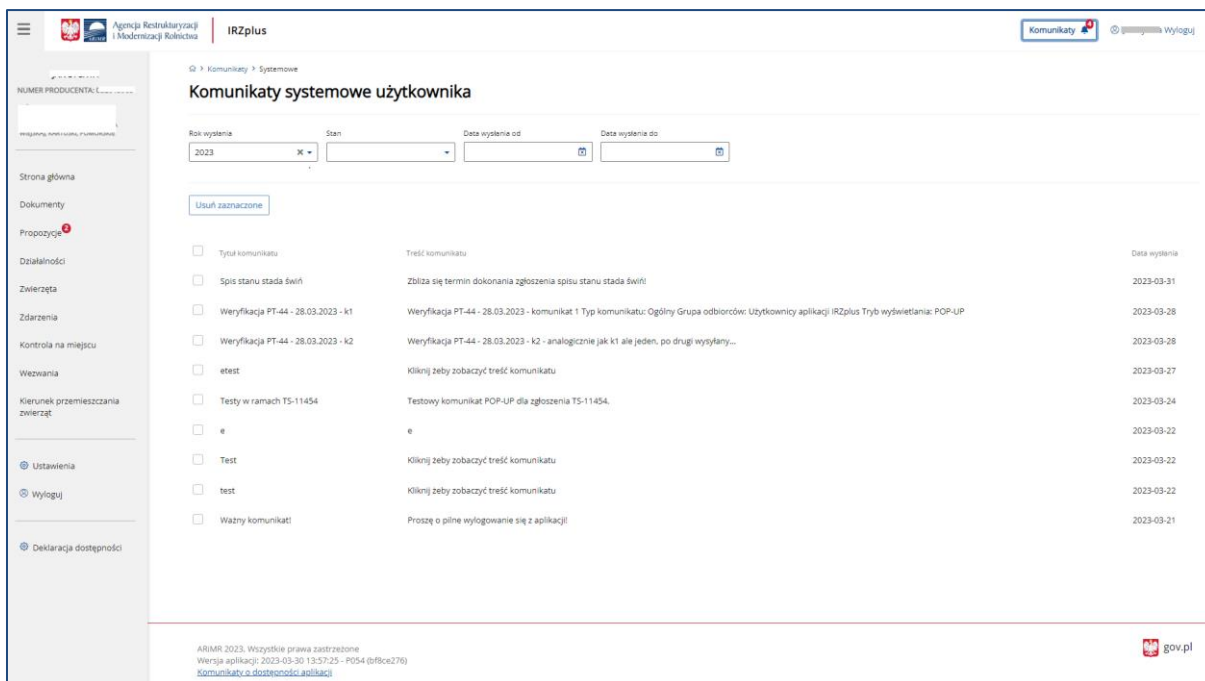 Agencja Restrukturyzacji
i Modernizacji Rolnictwa
IRZplus
Komunikaty 4
Wyloguj
NUMER PRODUCENTA:
Komunikaty > Systemowe
Komunikaty systemowe użytkownika
Rok wysłania Stan Data wysłania od Data wysłania do
2023
Usuń zaznaczone
Strona główna
Dokumenty
Propozycje 2
Działalności
Zwierzęta
Zdarzenia
Kontrola na miejscu
Wezwania
Kierunek przemieszczania
zwierząt
Ustawienia
Wyloguj
Deklaracja dostępności
Tytuł komunikatu Treść komunikatu Data wysłania
Spis stanu stada świń Zbliza się termin dokonania zgłoszenia spisu stanu stada świń! 2023-03-31
Weryfikacja PT-44 - 28.03.2023 - k1 Weryfikacja PT-44 - 28.03.2023 - komunikat 1 Typ komunikatu: Ogólny Grupa odbiorców: Użytkownicy aplikacji IRZplus Tryb wyświetlania: POP-UP 2023-03-28
Weryfikacja PT-44 - 28.03.2023 - k2 Weryfikacja PT-44 - 28.03.2023 - k2 - analogicznie jak k1 ale jeden, po drugi wysyłany... 2023-03-28
etest Kliknij żeby zobaczyć treść komunikatu 2023-03-27
Testy w ramach TS-11454 Testowy komunikat POP-UP dla zgłoszenia TS-11454. 2023-03-24
e e 2023-03-22
Test Kliknij żeby zobaczyć treść komunikatu 2023-03-22
test Kliknij żeby zobaczyć treść komunikatu 2023-03-22
Ważny komunikat! Proszę o pilne wylogowanie się z aplikacji! 2023-03-21
ARiMR 2023. Wszystkie prawa zastrzeżone
Wersja aplikacji: 2023-03-30 13:57:25 - P054 (bf8ce276)
Komunikaty o dostępności aplikacji
gov.pl